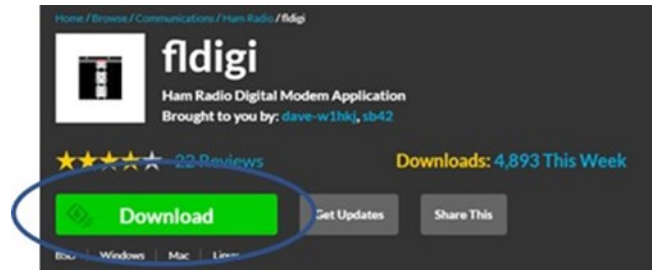 Home / Browse / Communications / Ham Radio / fldigi
fldigi
Ham Radio Digital Modem Application
Brought to you by: dave-w1hkj, sb42
22 Reviews
Downloads: 4,893 This Week
Download
Get Updates
Share This
BSD | Windows | Mac | Linux